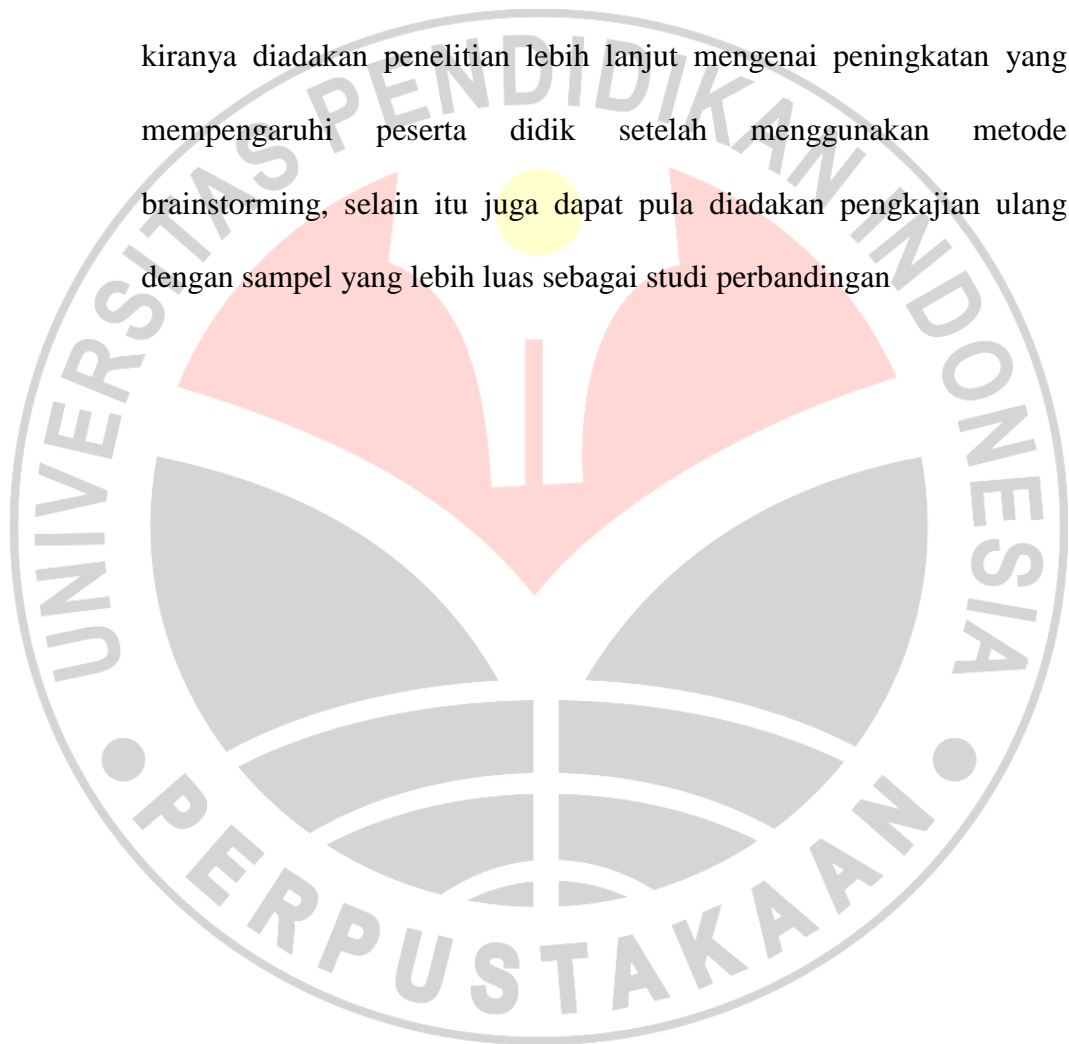 kiranya diadakan penelitian lebih lanjut mengenai peningkatan yang
mempengaruhi peserta didik setelah menggunakan metode
brainstorming, selain itu juga dapat pula diadakan pengkajian ulang
dengan sampel yang lebih luas sebagai studi perbandingan
UNIVERSITAS PENDIDIKAN INDONESIA
PERPUSTAKAAN